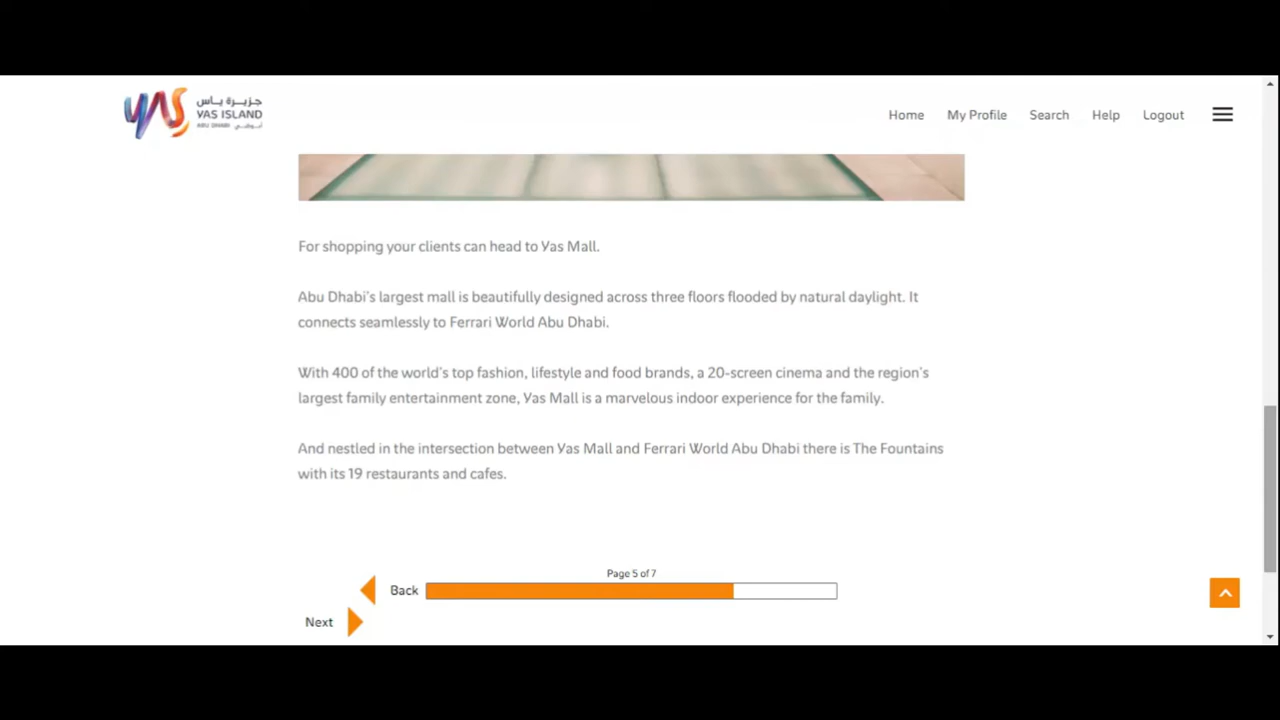 جزيرة ياس
YAS ISLAND
ABU DHABI أبوظبي
Home My Profile Search Help Logout
For shopping your clients can head to Yas Mall.
Abu Dhabi's largest mall is beautifully designed across three floors flooded by natural daylight. It
connects seamlessly to Ferrari World Abu Dhabi.
With 400 of the world's top fashion, lifestyle and food brands, a 20-screen cinema and the region's
largest family entertainment zone, Yas Mall is a marvelous indoor experience for the family.
And nestled in the intersection between Yas Mall and Ferrari World Abu Dhabi there is The Fountains
with its 19 restaurants and cafes.
Page 5 of 7
Back
Next